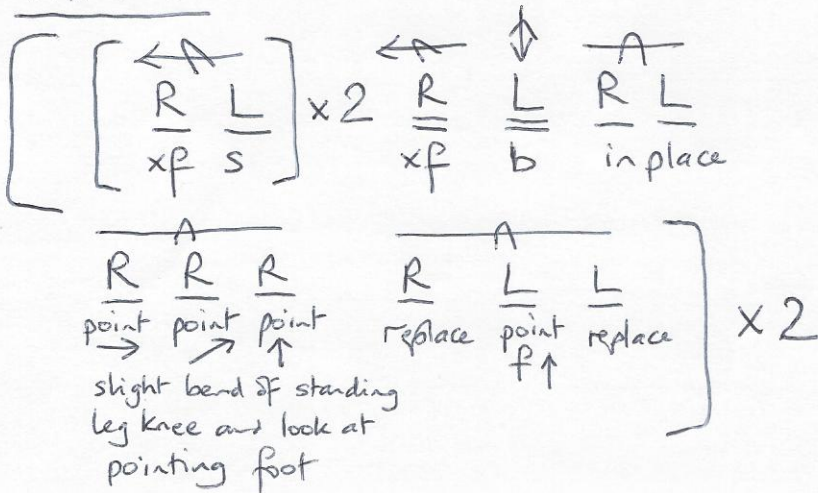 R L ×2 R L R L
xf s xf b in place
R R R R L L ×2
point point point replace point replace
f
slight bend of standing
leg knee and look at
pointing foot